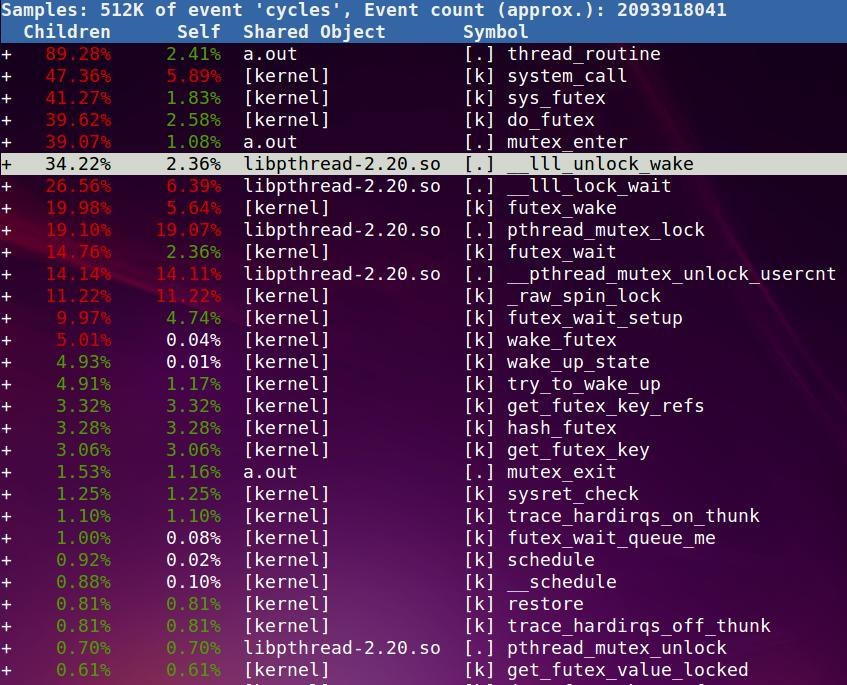 Samples: 512K of event 'cycles', Event count (approx.): 2093918041
Children Self Shared Object Symbol
+ 89.28% 2.41% a.out [.] thread_routine
+ 47.36% 5.89% [kernel] [k] system_call
+ 41.27% 1.83% [kernel] [k] sys_futex
+ 39.62% 2.58% [kernel] [k] do_futex
+ 39.07% 1.08% a.out [.] mutex_enter
+ 34.22% 2.36% libpthread-2.20.so [.] __lll_unlock_wake
+ 26.56% 6.39% libpthread-2.20.so [.] __lll_lock_wait
+ 19.98% 5.64% [kernel] [k] futex_wake
+ 19.10% 19.07% libpthread-2.20.so [.] pthread_mutex_lock
+ 14.76% 2.36% [kernel] [k] futex_wait
+ 14.14% 14.11% libpthread-2.20.so [.] __pthread_mutex_unlock_usercnt
+ 11.22% 11.22% [kernel] [k] _raw_spin_lock
+ 9.97% 4.74% [kernel] [k] futex_wait_setup
+ 5.01% 0.04% [kernel] [k] wake_futex
+ 4.93% 0.01% [kernel] [k] wake_up_state
+ 4.91% 1.17% [kernel] [k] try_to_wake_up
+ 3.32% 3.32% [kernel] [k] get_futex_key_refs
+ 3.28% 3.28% [kernel] [k] hash_futex
+ 3.06% 3.06% [kernel] [k] get_futex_key
+ 1.53% 1.16% a.out [.] mutex_exit
+ 1.25% 1.25% [kernel] [k] sysret_check
+ 1.10% 1.10% [kernel] [k] trace_hardirqs_on_thunk
+ 1.00% 0.08% [kernel] [k] futex_wait_queue_me
+ 0.92% 0.02% [kernel] [k] schedule
+ 0.88% 0.10% [kernel] [k] __schedule
+ 0.81% 0.81% [kernel] [k] restore
+ 0.81% 0.81% [kernel] [k] trace_hardirqs_off_thunk
+ 0.70% 0.70% libpthread-2.20.so [.] pthread_mutex_unlock
+ 0.61% 0.61% [kernel] [k] get_futex_value_locked